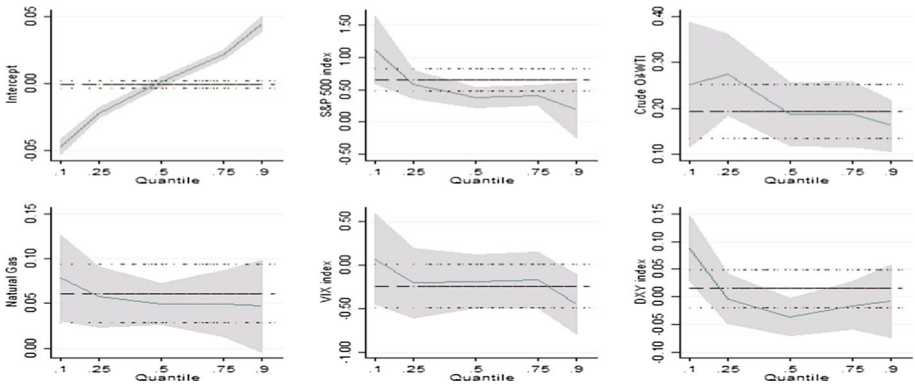 Intercept
0.05
0.00
-0.05
.1 .25 .5 .75 .9
Quantile
S&P 500 index
1.50
1.00
0.50
0.00
-0.50
.1 .25 .5 .75 .9
Quantile
Crude Oil-WTI
0.40
0.30
0.20
0.10
.1 .25 .5 .75 .9
Quantile
Natural Gas
0.15
0.10
0.05
0.00
.1 .25 .5 .75 .9
Quantile
VIX index
0.50
0.00
-0.50
-1.00
.1 .25 .5 .75 .9
Quantile
DXY index
0.15
0.10
0.05
0.00
-0.05
-0.10
.1 .25 .5 .75 .9
Quantile